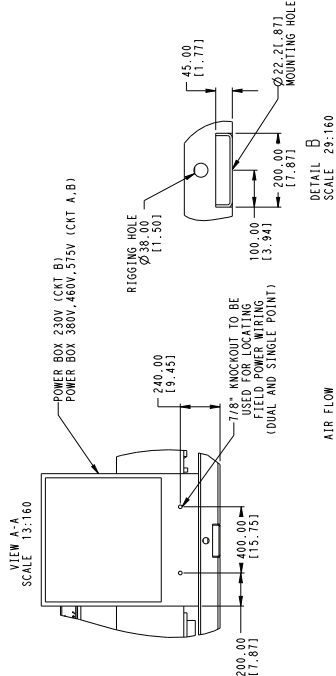 VIEW A-A
SCALE 13:160
POWER BOX 230V (CKT B)
POWER BOX 380V,460V,575V (CKT A,B)
240.00
[9.45]
7/8" KNOCKOUT TO BE
USED FOR LOCATING
FIELD POWER WIRING
(DUAL AND SINGLE POINT)
400.00
[15.75]
200.00
[7.87]
RIGGING HOLE
Ø38.00
[1.50]
45.00
[1.77]
Ø22.2[.87]
MOUNTING HOLE
200.00
[7.87]
100.00
[3.94]
DETAIL B
SCALE 29:160
AIR FLOW